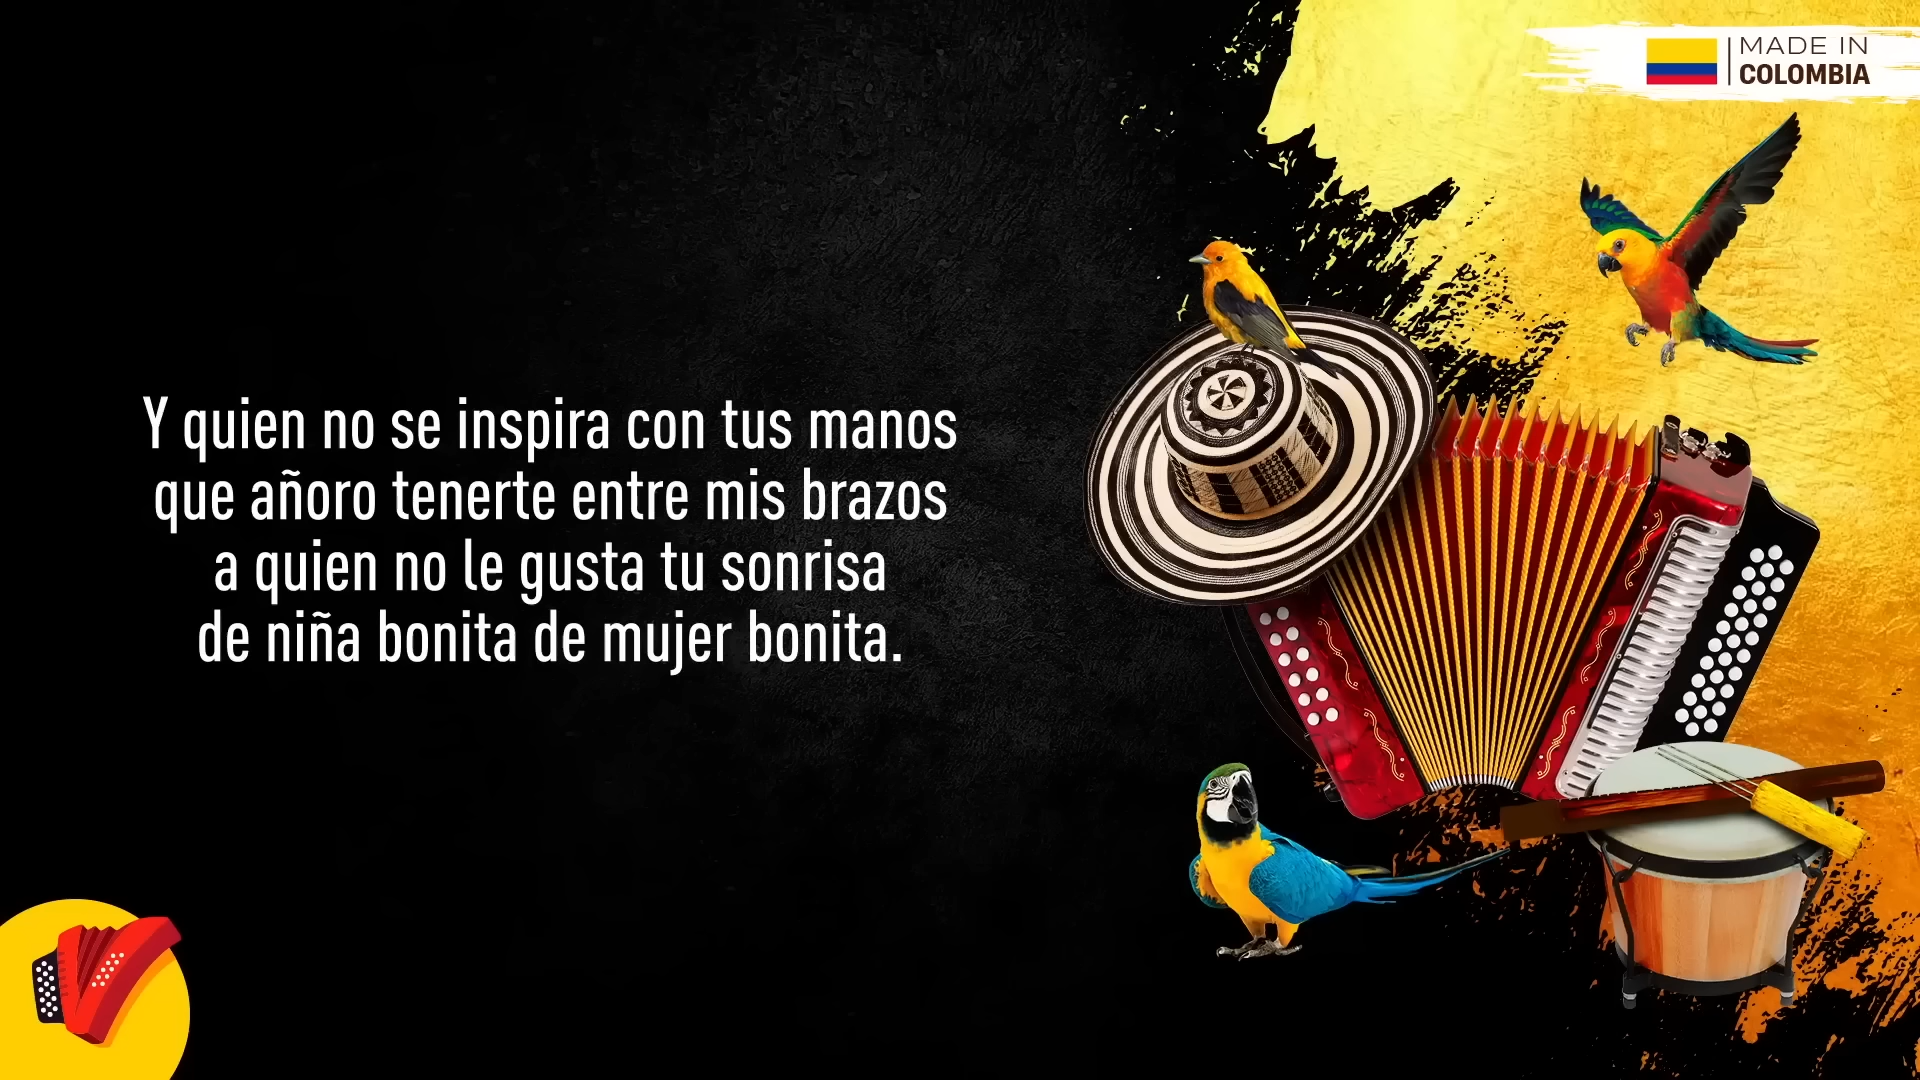 MADE IN
COLOMBIA
Y quien no se inspira con tus manos
que añoro tenerte entre mis brazos
a quien no le gusta tu sonrisa
de niña bonita de mujer bonita.